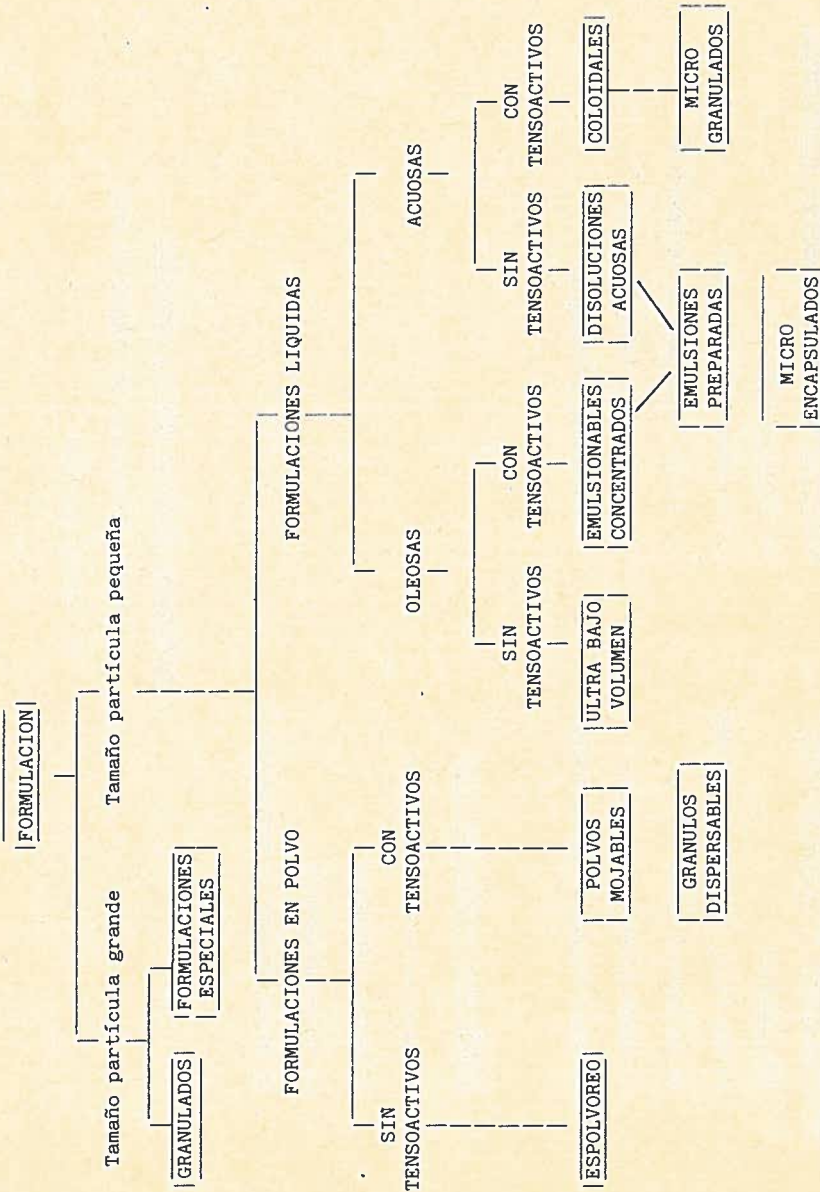 FORMULACION
Tamaño partícula grande
Tamaño partícula pequeña
GRANULADOS
FORMULACIONES
ESPECIALES
FORMULACIONES EN POLVO
FORMULACIONES LIQUIDAS
SIN
TENSOACTIVOS
CON
TENSOACTIVOS
OLEOSAS
ACUOSAS
SIN
TENSOACTIVOS
CON
TENSOACTIVOS
SIN
TENSOACTIVOS
CON
TENSOACTIVOS
ESPOLVOREO
POLVOS
MOJABLES
ULTRA BAJO
VOLUMEN
EMULSIONABLES
CONCENTRADOS
DISOLUCIONES
ACUOSAS
COLOIDALES
GRANULOS
DISPERSABLES
EMULSIONES
PREPARADAS
MICRO
GRANULADOS
MICRO
ENCAPSULADOS